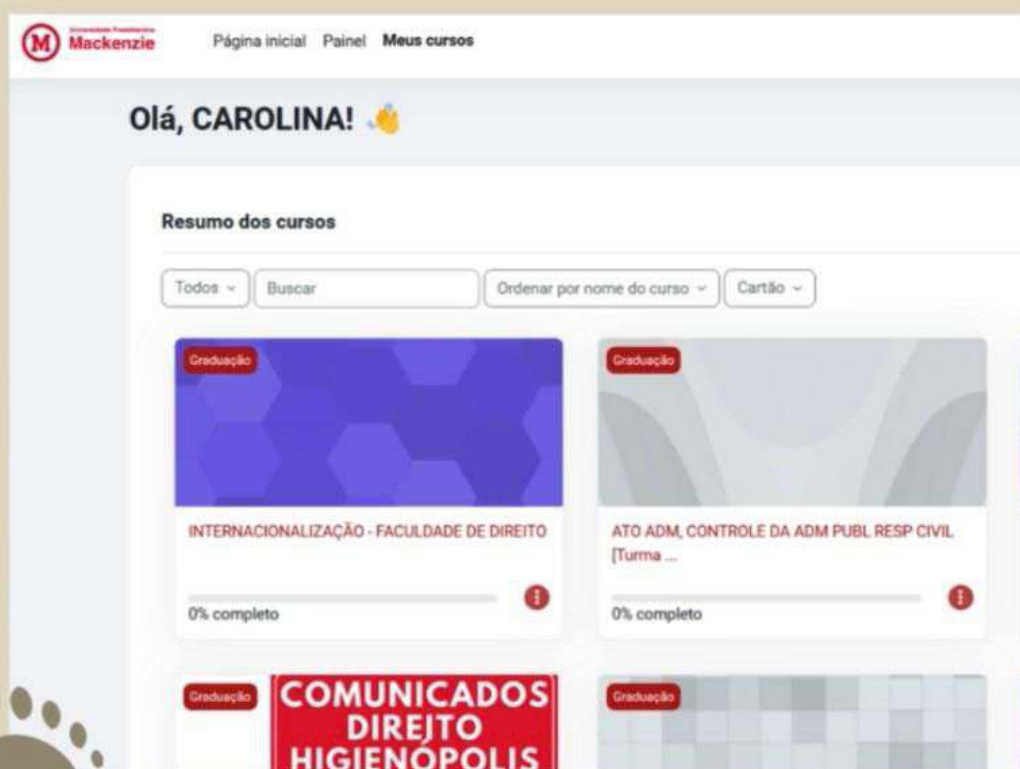 Universidade Presbiteriana
Mackenzie
Página inicial Painel Meus cursos
Olá, CAROLINA! 👋
Resumo dos cursos
Todos Buscar Ordenar por nome do curso Cartão
Graduação
INTERNACIONALIZAÇÃO - FACULDADE DE DIREITO
0% completo
Graduação
ATO ADM, CONTROLE DA ADM PUBL RESP CIVIL
[Turma ...
0% completo
Graduação
COMUNICADOS
DIREITO
HIGIENÓPOLIS
Graduação